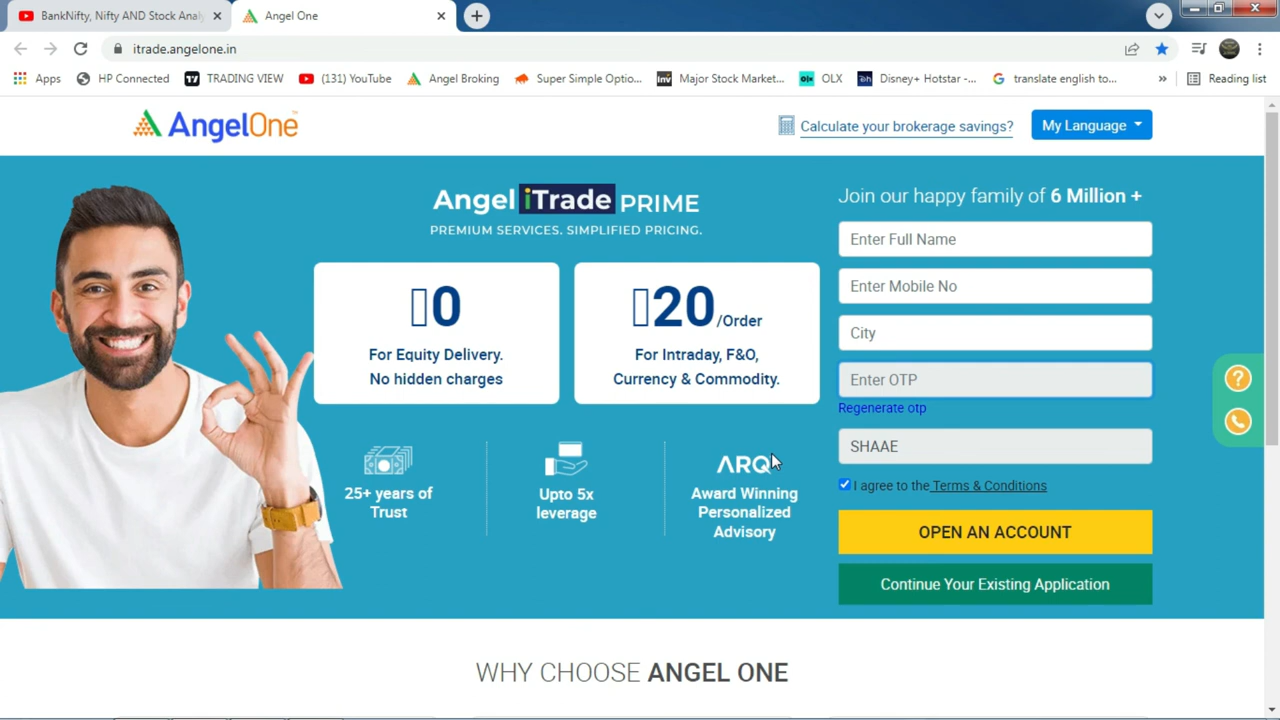 BankNifty, Nifty AND Stock Analy
Angel One
itrade.angelone.in
Apps
HP Connected
TRADING VIEW
(131) YouTube
Angel Broking
Super Simple Optio...
Major Stock Market...
OLX
Disney+ Hotstar -...
translate english to...
»
Reading list
AngelOne
Calculate your brokerage savings?
My Language
Angel iTrade PRIME
PREMIUM SERVICES. SIMPLIFIED PRICING.
0
For Equity Delivery.
No hidden charges
20 /Order
For Intraday, F&O,
Currency & Commodity.
25+ years of
Trust
Upto 5x
leverage
ARQ
Award Winning
Personalized
Advisory
Join our happy family of 6 Million +
Enter Full Name
Enter Mobile No
City
Enter OTP
Regenerate otp
SHAAE
I agree to the Terms & Conditions
OPEN AN ACCOUNT
Continue Your Existing Application
WHY CHOOSE ANGEL ONE